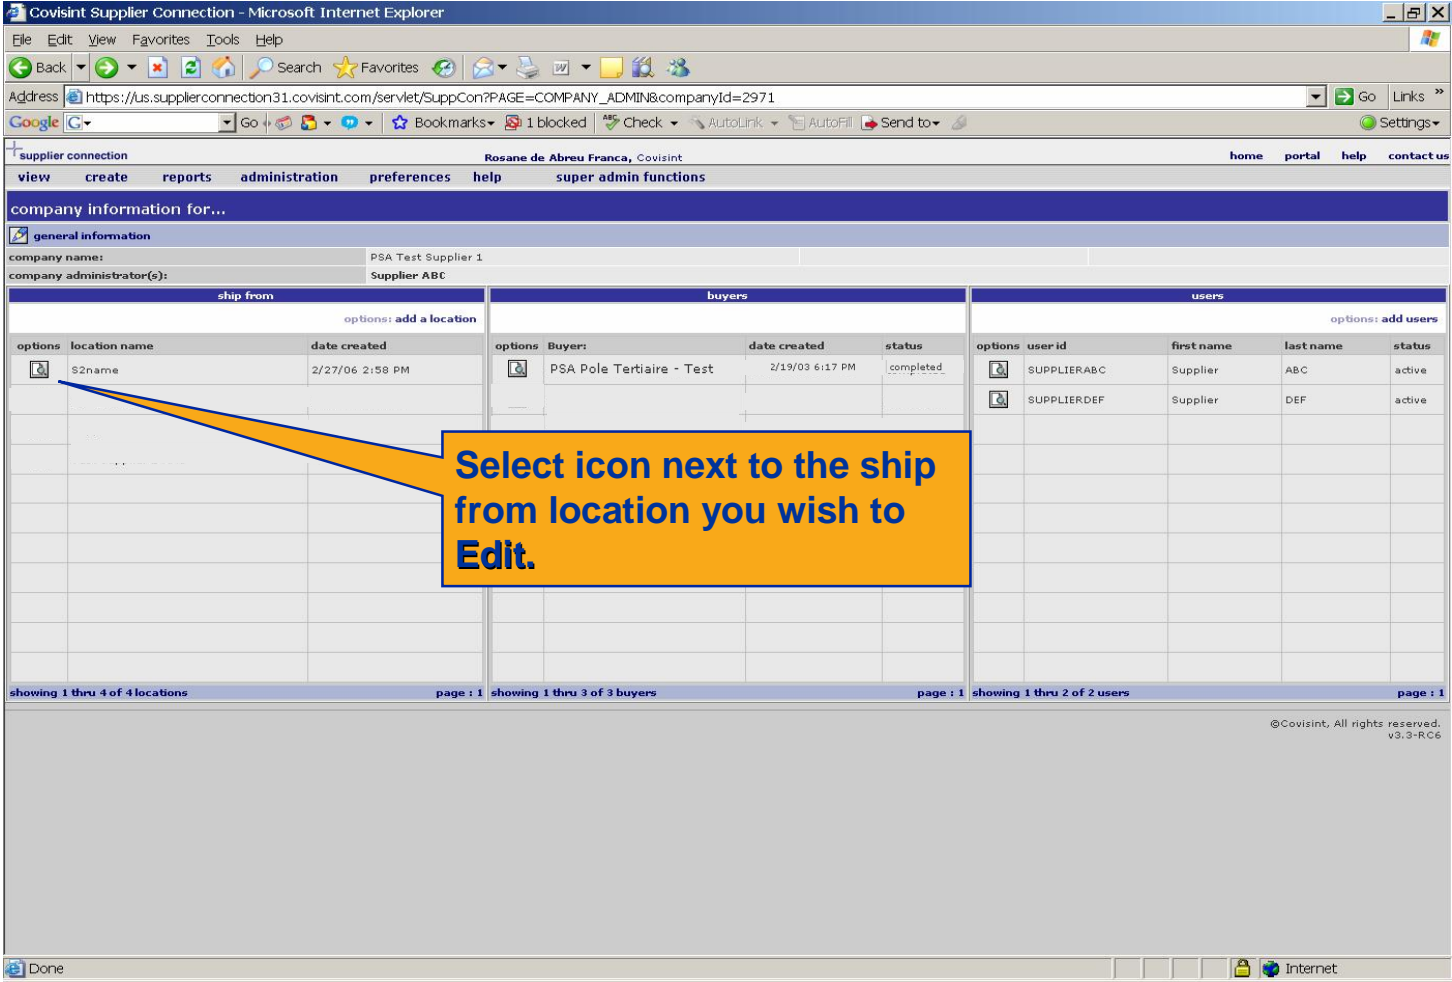 Covisint Supplier Connection - Microsoft Internet Explorer
File Edit View Favorites Tools Help
Back Search Favorites
Address https://us.supplierconnection31.covisint.com/servlet/SuppCon?PAGE=COMPANY_ADMIN&companyId=2971 Go Links »
Google G Go Bookmarks 1 blocked ABC Check AutoLink AutoFill Send to Settings
supplier connection Rosane de Abreu Franca, Covisint home portal help contact us
view create reports administration preferences help super admin functions
company information for...
general information
company name: PSA Test Supplier 1
company administrator(s): Supplier ABC
ship from buyers users
options: add a location options: add users
options location name date created options Buyer: date created status options user id first name last name status
S2name 2/27/06 2:58 PM PSA Pole Tertiaire - Test 2/19/03 6:17 PM completed SUPPLIERABC Supplier ABC active
SUPPLIERDEF Supplier DEF active
Select icon next to the ship
from location you wish to
Edit.
showing 1 thru 4 of 4 locations page : 1 showing 1 thru 3 of 3 buyers page : 1 showing 1 thru 2 of 2 users page : 1
©Covisint, All rights reserved.
v3.3-RC6
Done Internet